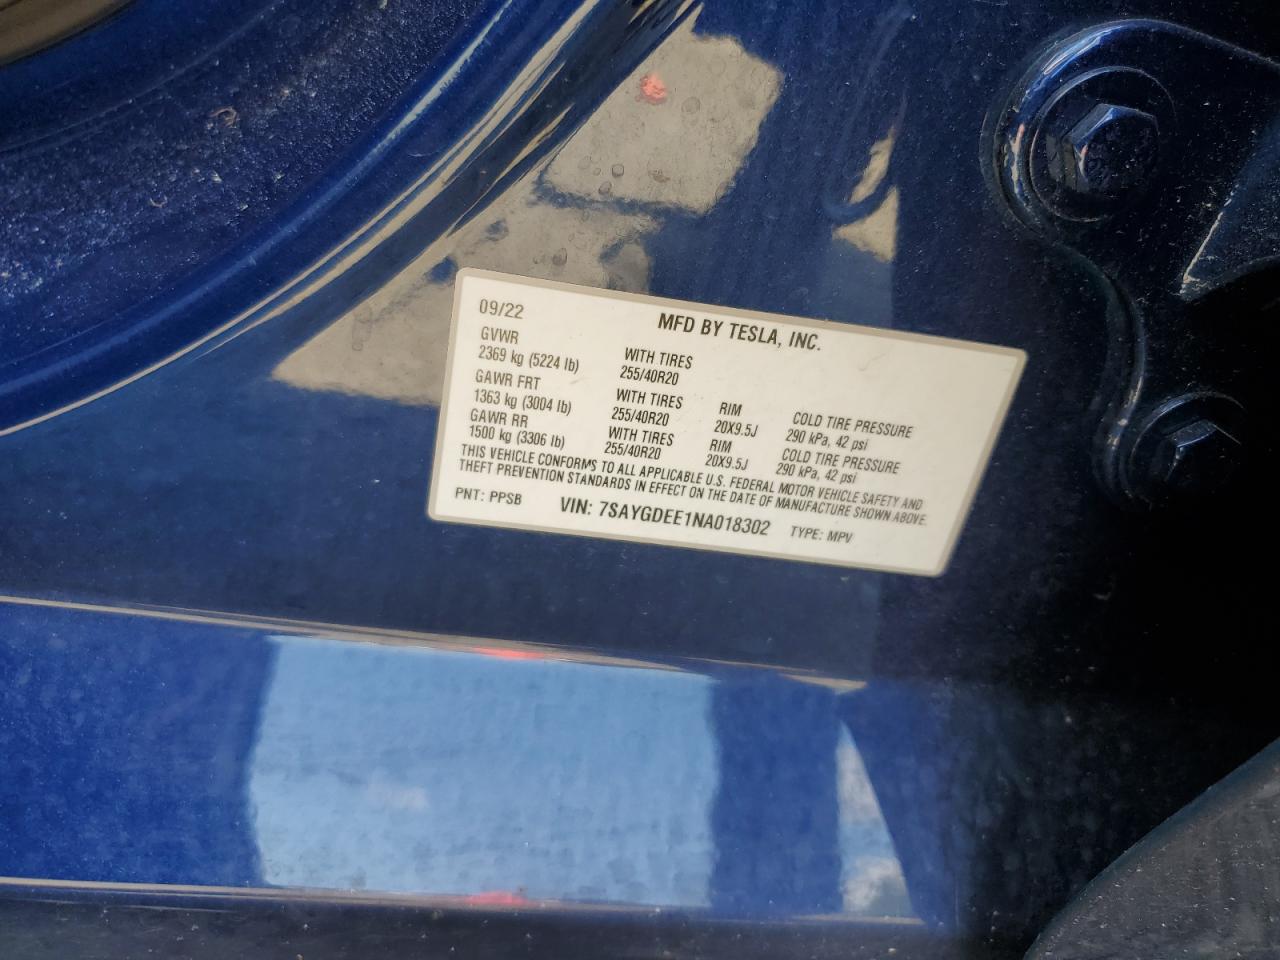 09/22 MFD BY TESLA, INC.
GVWR
2369 kg (5224 lb) WITH TIRES 255/40R20
GAWR FRT
1363 kg (3004 lb) WITH TIRES 255/40R20 RIM 20X9.5J COLD TIRE PRESSURE 290 kPa, 42 psi
GAWR RR
1500 kg (3306 lb) WITH TIRES 255/40R20 RIM 20X9.5J COLD TIRE PRESSURE 290 kPa, 42 psi
THIS VEHICLE CONFORMS TO ALL APPLICABLE U.S. FEDERAL MOTOR VEHICLE SAFETY AND
THEFT PREVENTION STANDARDS IN EFFECT ON THE DATE OF MANUFACTURE SHOWN ABOVE.
PNT: PPSB VIN: 7SAYGDEE1NA018302 TYPE: MPV